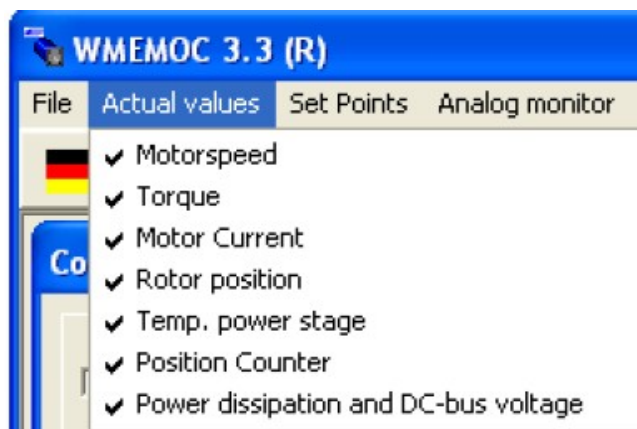 WMEMOC 3.3 (R)
File Actual values Set Points Analog monitor
Motorspeed
Torque
Co
Motor Current
Rotor position
Temp. power stage
Position Counter
Power dissipation and DC-bus voltage